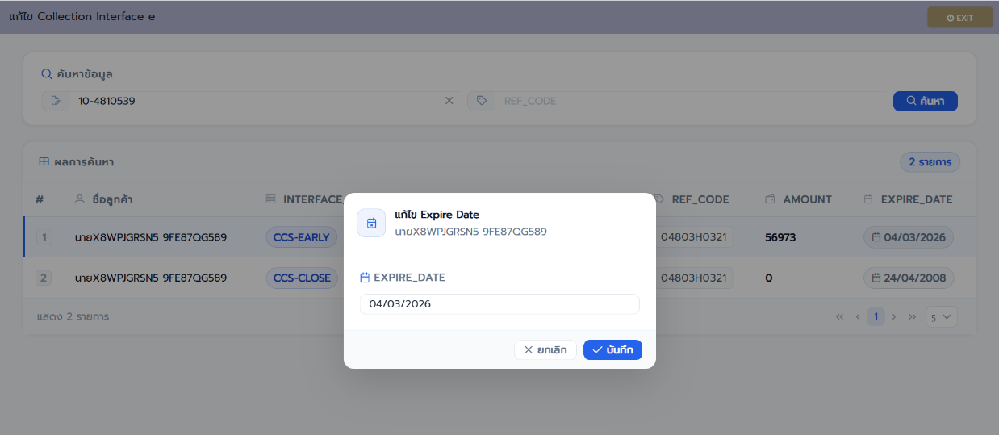 แก้ไข Collection Interface e
EXIT
ค้นหาข้อมูล
10-4810539
REF_CODE
ค้นหา
ผลการค้นหา
2 รายการ
# ชื่อลูกค้า INTERFACE_ REF_CODE AMOUNT EXPIRE_DATE
1 นายX8WPJGRSN5 9FE87QG589 CCS-EARLY 04803H0321 56973 04/03/2026
2 นายX8WPJGRSN5 9FE87QG589 CCS-CLOSE 04803H0321 0 24/04/2008
แสดง 2 รายการ
« ‹ 1 › » 5
แก้ไข Expire Date
นายX8WPJGRSN5 9FE87QG589
EXPIRE_DATE
04/03/2026
ยกเลิก
บันทึก